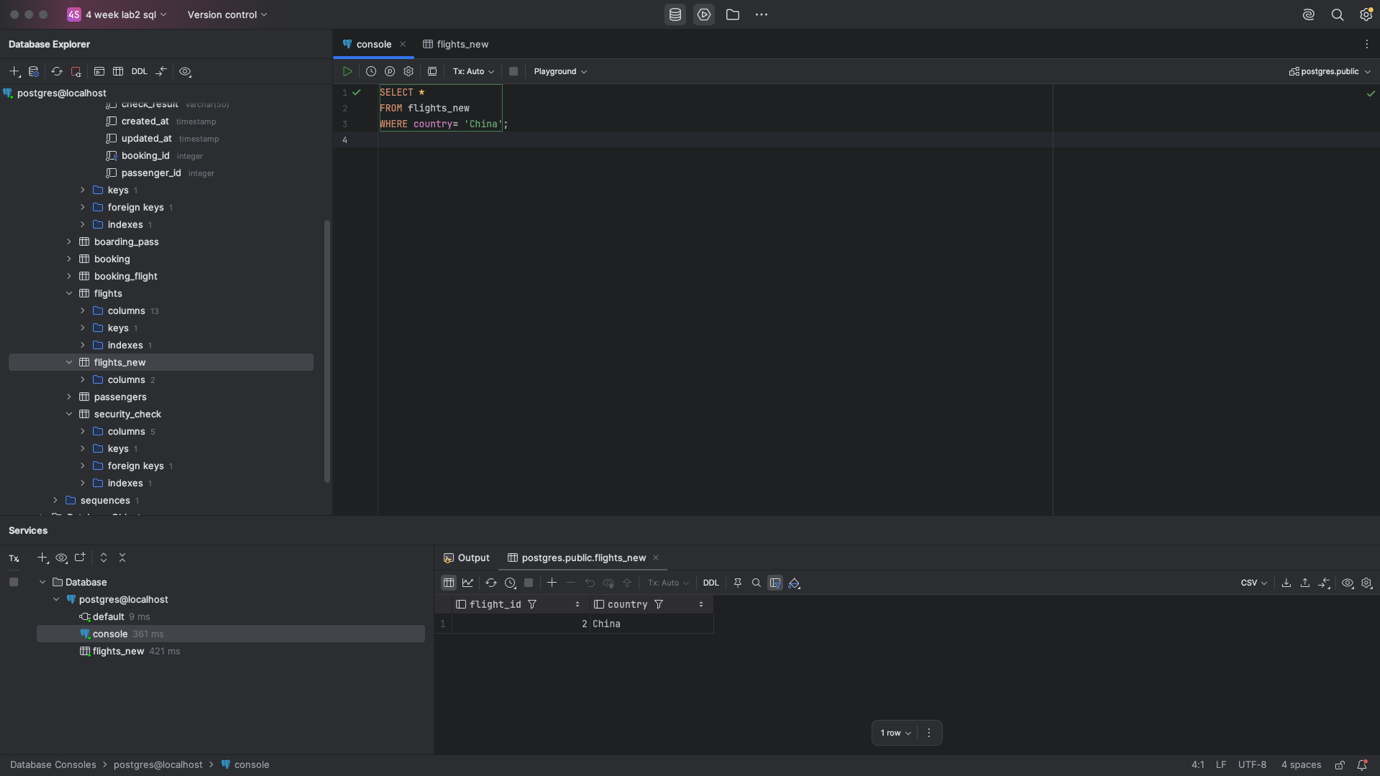 4S 4 week lab2 sql Version control
Database Explorer
console flights_new
DDL
Tx: Auto Playground postgres.public
postgres@localhost
check_result varchar(50)
created_at timestamp
updated_at timestamp
booking_id integer
passenger_id integer
keys 1
foreign keys 1
indexes 1
boarding_pass
booking
booking_flight
flights
columns 13
keys 1
indexes 1
flights_new
columns 2
passengers
security_check
columns 5
keys 1
foreign keys 1
indexes 1
sequences 1
1 SELECT *
2 FROM flights_new
3 WHERE country= 'China';
4
Services
Tx
Database
postgres@localhost
default 9 ms
console 361 ms
flights_new 421 ms
Output postgres.public.flights_new
Tx: Auto DDL CSV
flight_id country
1 2 China
1 row
Database Consoles postgres@localhost console 4:1 LF UTF-8 4 spaces